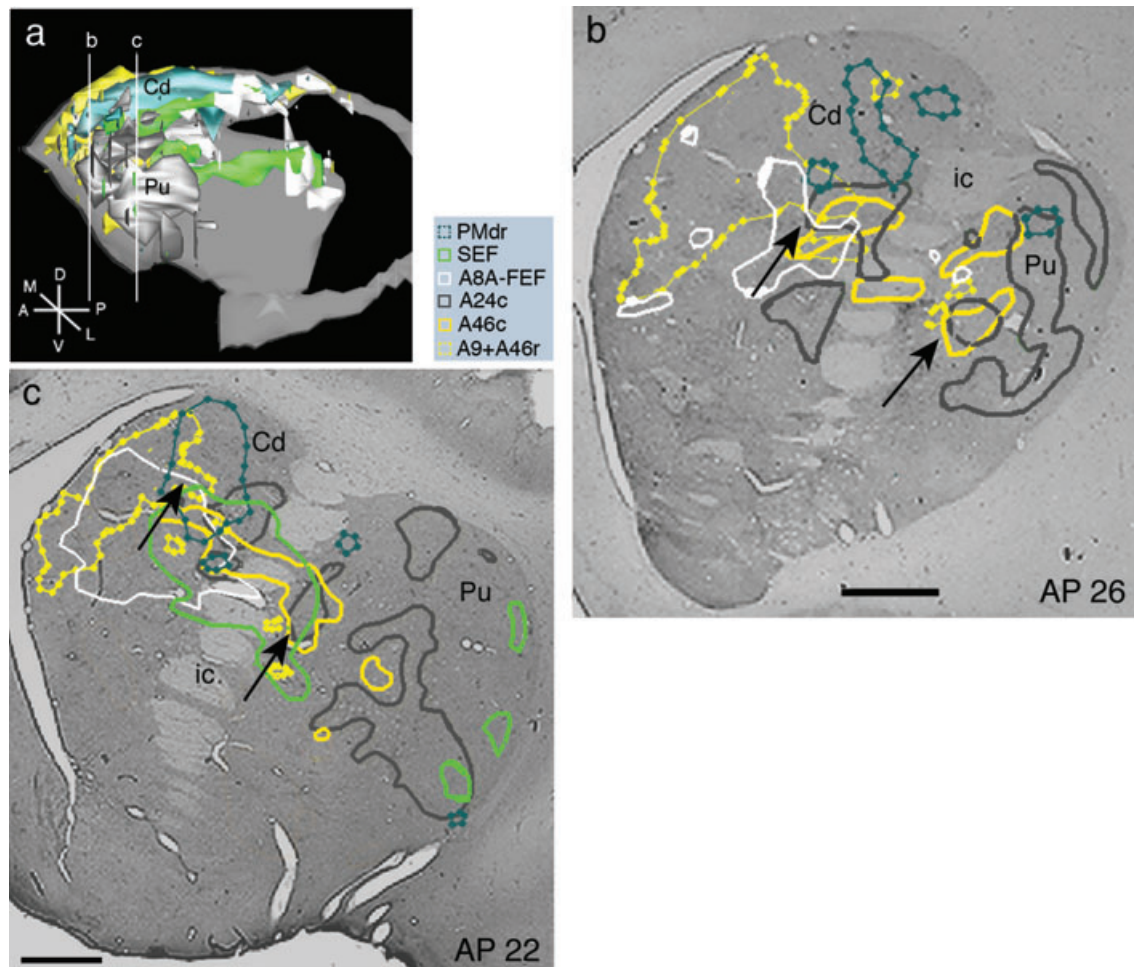 a
b
c
Cd
Pu
D
M
A
P
L
V
PMdr
SEF
A8A-FEF
A24c
A46c
A9+A46r
b
Cd
ic
Pu
AP 26
c
Cd
Pu
ic.
AP 22